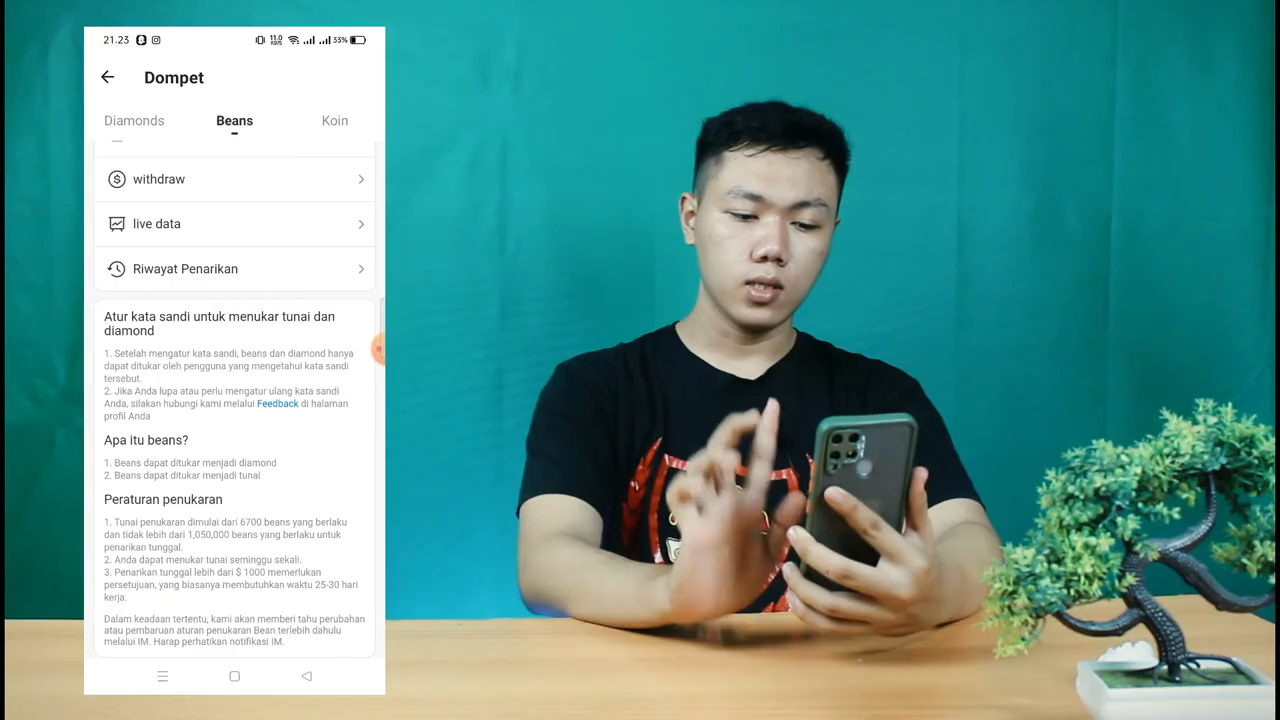 21.23 11.0 KB/S 33%
Dompet
Diamonds Beans Koin
withdraw
live data
Riwayat Penarikan
Atur kata sandi untuk menukar tunai dan
diamond
1. Setelah mengatur kata sandi, beans dan diamond hanya
dapat ditukar oleh pengguna yang mengetahui kata sandi
tersebut.
2. Jika Anda lupa atau perlu mengatur ulang kata sandi
Anda, silakan hubungi kami melalui Feedback di halaman
profil Anda
Apa itu beans?
1. Beans dapat ditukar menjadi diamond
2. Beans dapat ditukar menjadi tunai
Peraturan penukaran
1. Tunai penukaran dimulai dari 6700 beans yang berlaku
dan tidak lebih dari 1,050,000 beans yang berlaku untuk
penarikan tunggal.
2. Anda dapat menukar tunai seminggu sekali.
3. Penarikan tunggal lebih dari $ 1000 memerlukan
persetujuan, yang biasanya membutuhkan waktu 25-30 hari
kerja.
Dalam keadaan tertentu, kami akan memberi tahu perubahan
atau pembaruan aturan penukaran Bean terlebih dahulu
melalui IM. Harap perhatikan notifikasi IM.